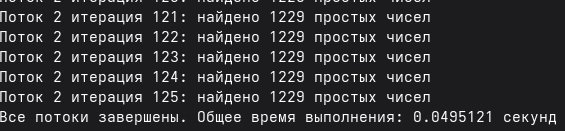 Поток 2 итерация 120: найдено 1229 простых чисел
Поток 2 итерация 121: найдено 1229 простых чисел
Поток 2 итерация 122: найдено 1229 простых чисел
Поток 2 итерация 123: найдено 1229 простых чисел
Поток 2 итерация 124: найдено 1229 простых чисел
Поток 2 итерация 125: найдено 1229 простых чисел
Все потоки завершены. Общее время выполнения: 0.0495121 секунд